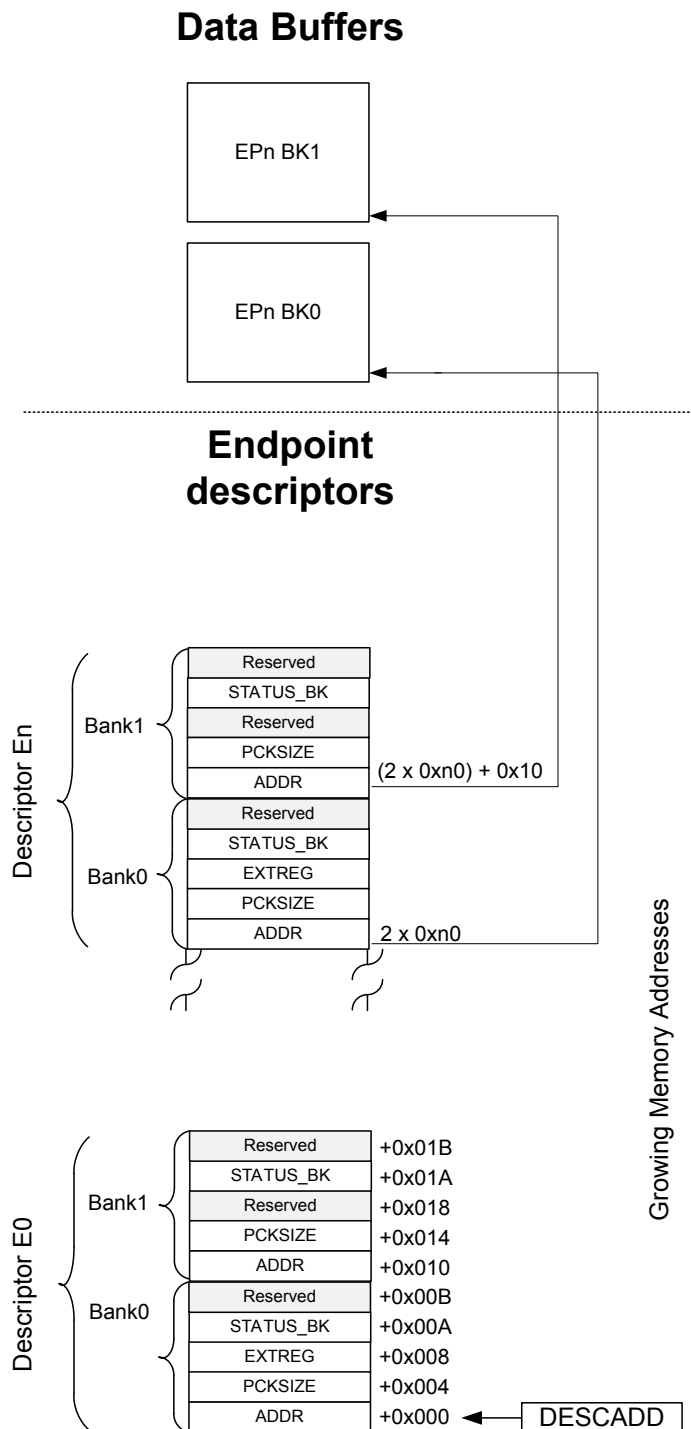 Data Buffers
EPn BK1
EPn BK0
Endpoint
descriptors
Descriptor En
Bank1
Reserved
STATUS_BK
Reserved
PCKSIZE
ADDR
(2 x 0xn0) + 0x10
Bank0
Reserved
STATUS_BK
EXTREG
PCKSIZE
ADDR
2 x 0xn0
Growing Memory Addresses
Descriptor E0
Bank1
Reserved +0x01B
STATUS_BK +0x01A
Reserved +0x018
PCKSIZE +0x014
ADDR +0x010
Bank0
Reserved +0x00B
STATUS_BK +0x00A
EXTREG +0x008
PCKSIZE +0x004
ADDR +0x000
DESCADD